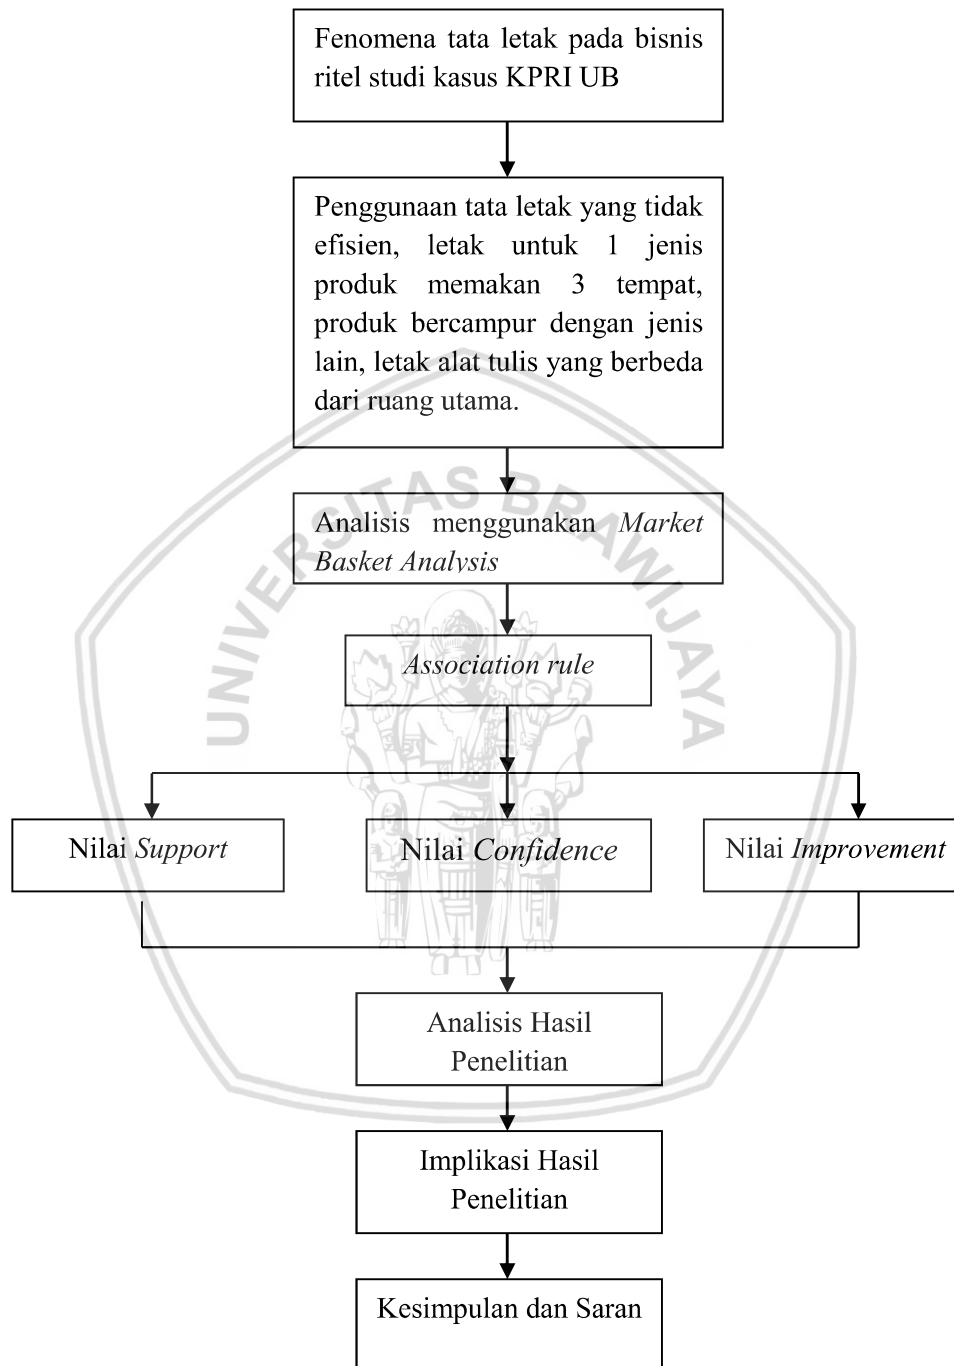 Fenomena tata letak pada bisnis
ritel studi kasus KPRI UB
Penggunaan tata letak yang tidak
efisien, letak untuk 1 jenis
produk memakan 3 tempat,
produk bercampur dengan jenis
lain, letak alat tulis yang berbeda
dari ruang utama.
UNIVERSITAS BRAWIJAYA
Analisis menggunakan Market
Basket Analysis
Association rule
Nilai Support
Nilai Confidence
Nilai Improvement
Analisis Hasil
Penelitian
Implikasi Hasil
Penelitian
Kesimpulan dan Saran